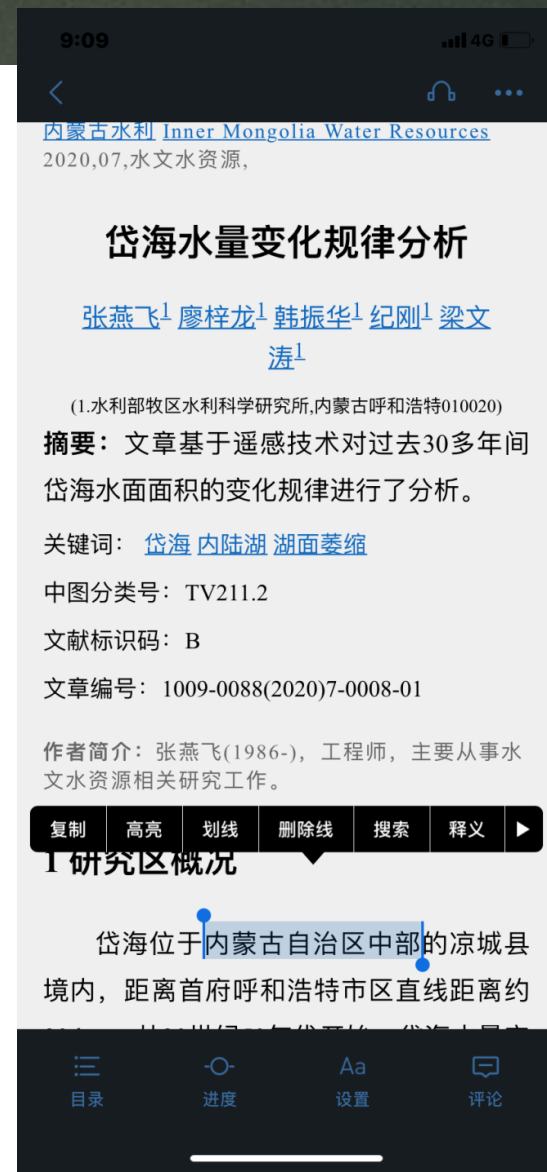 9:09
4G
内蒙古水利 Inner Mongolia Water Resources
2020,07,水文水资源,
岱海水量变化规律分析
张燕飞1 廖梓龙1 韩振华1 纪刚1 梁文
涛1
(1.水利部牧区水利科学研究所,内蒙古呼和浩特010020)
摘要：文章基于遥感技术对过去30多年间
岱海水面面积的变化规律进行了分析。
关键词： 岱海 内陆湖 湖面萎缩
中图分类号：TV211.2
文献标识码：B
文章编号：1009-0088(2020)7-0008-01
作者简介：张燕飞(1986-)，工程师，主要从事水
文水资源相关研究工作。
复制 高亮 划线 删除线 搜索 释义
1 研究区概况
岱海位于内蒙古自治区中部的凉城县
境内，距离首府呼和浩特市区直线距离约
目录 进度 Aa 设置 评论